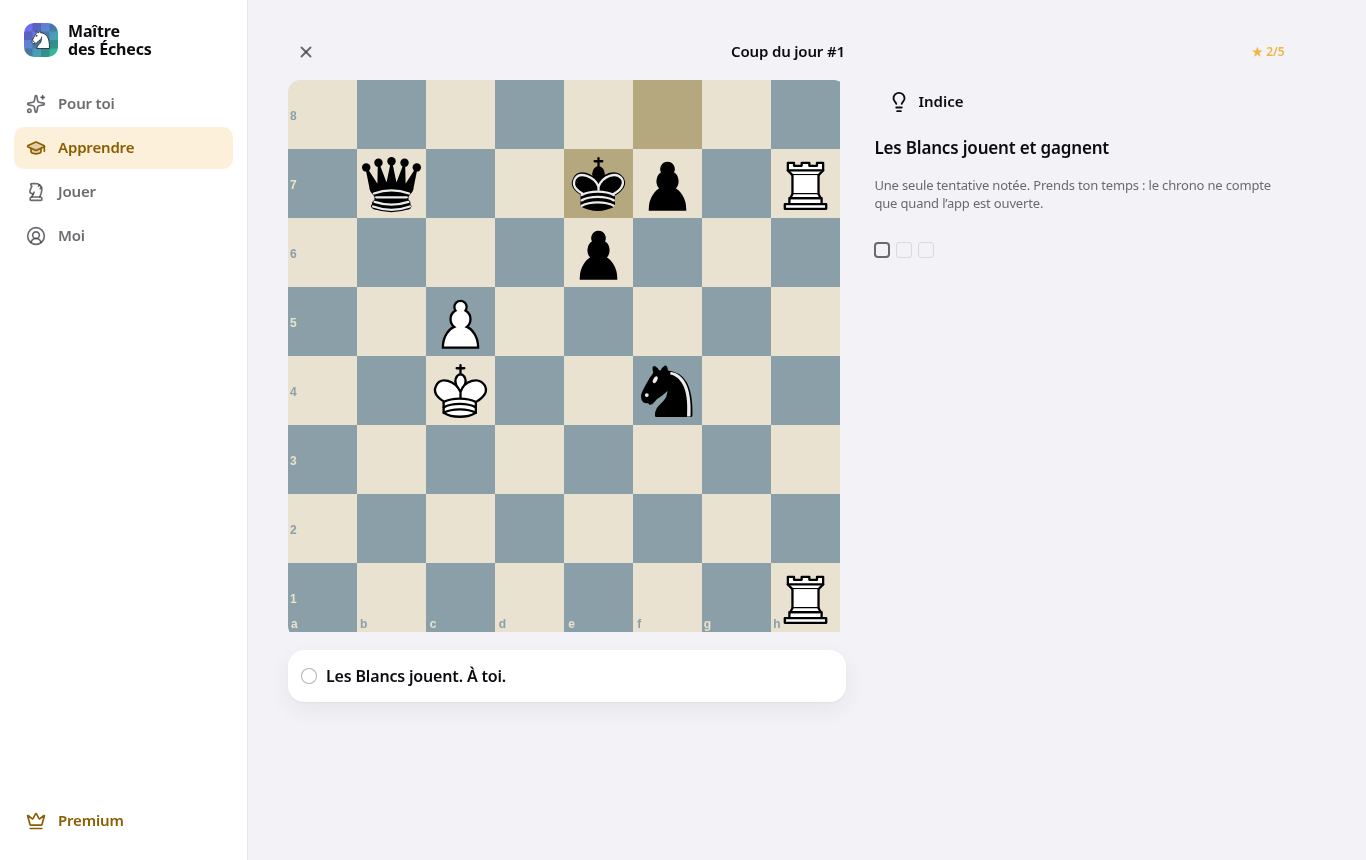 Maître
des Échecs
Pour toi
Apprendre
Jouer
Moi
Premium
Coup du jour #1
★ 2/5
8
7
6
5
4
3
2
1
a b c d e f g h
Les Blancs jouent. À toi.
Indice
Les Blancs jouent et gagnent
Une seule tentative notée. Prends ton temps : le chrono ne compte
que quand l’app est ouverte.